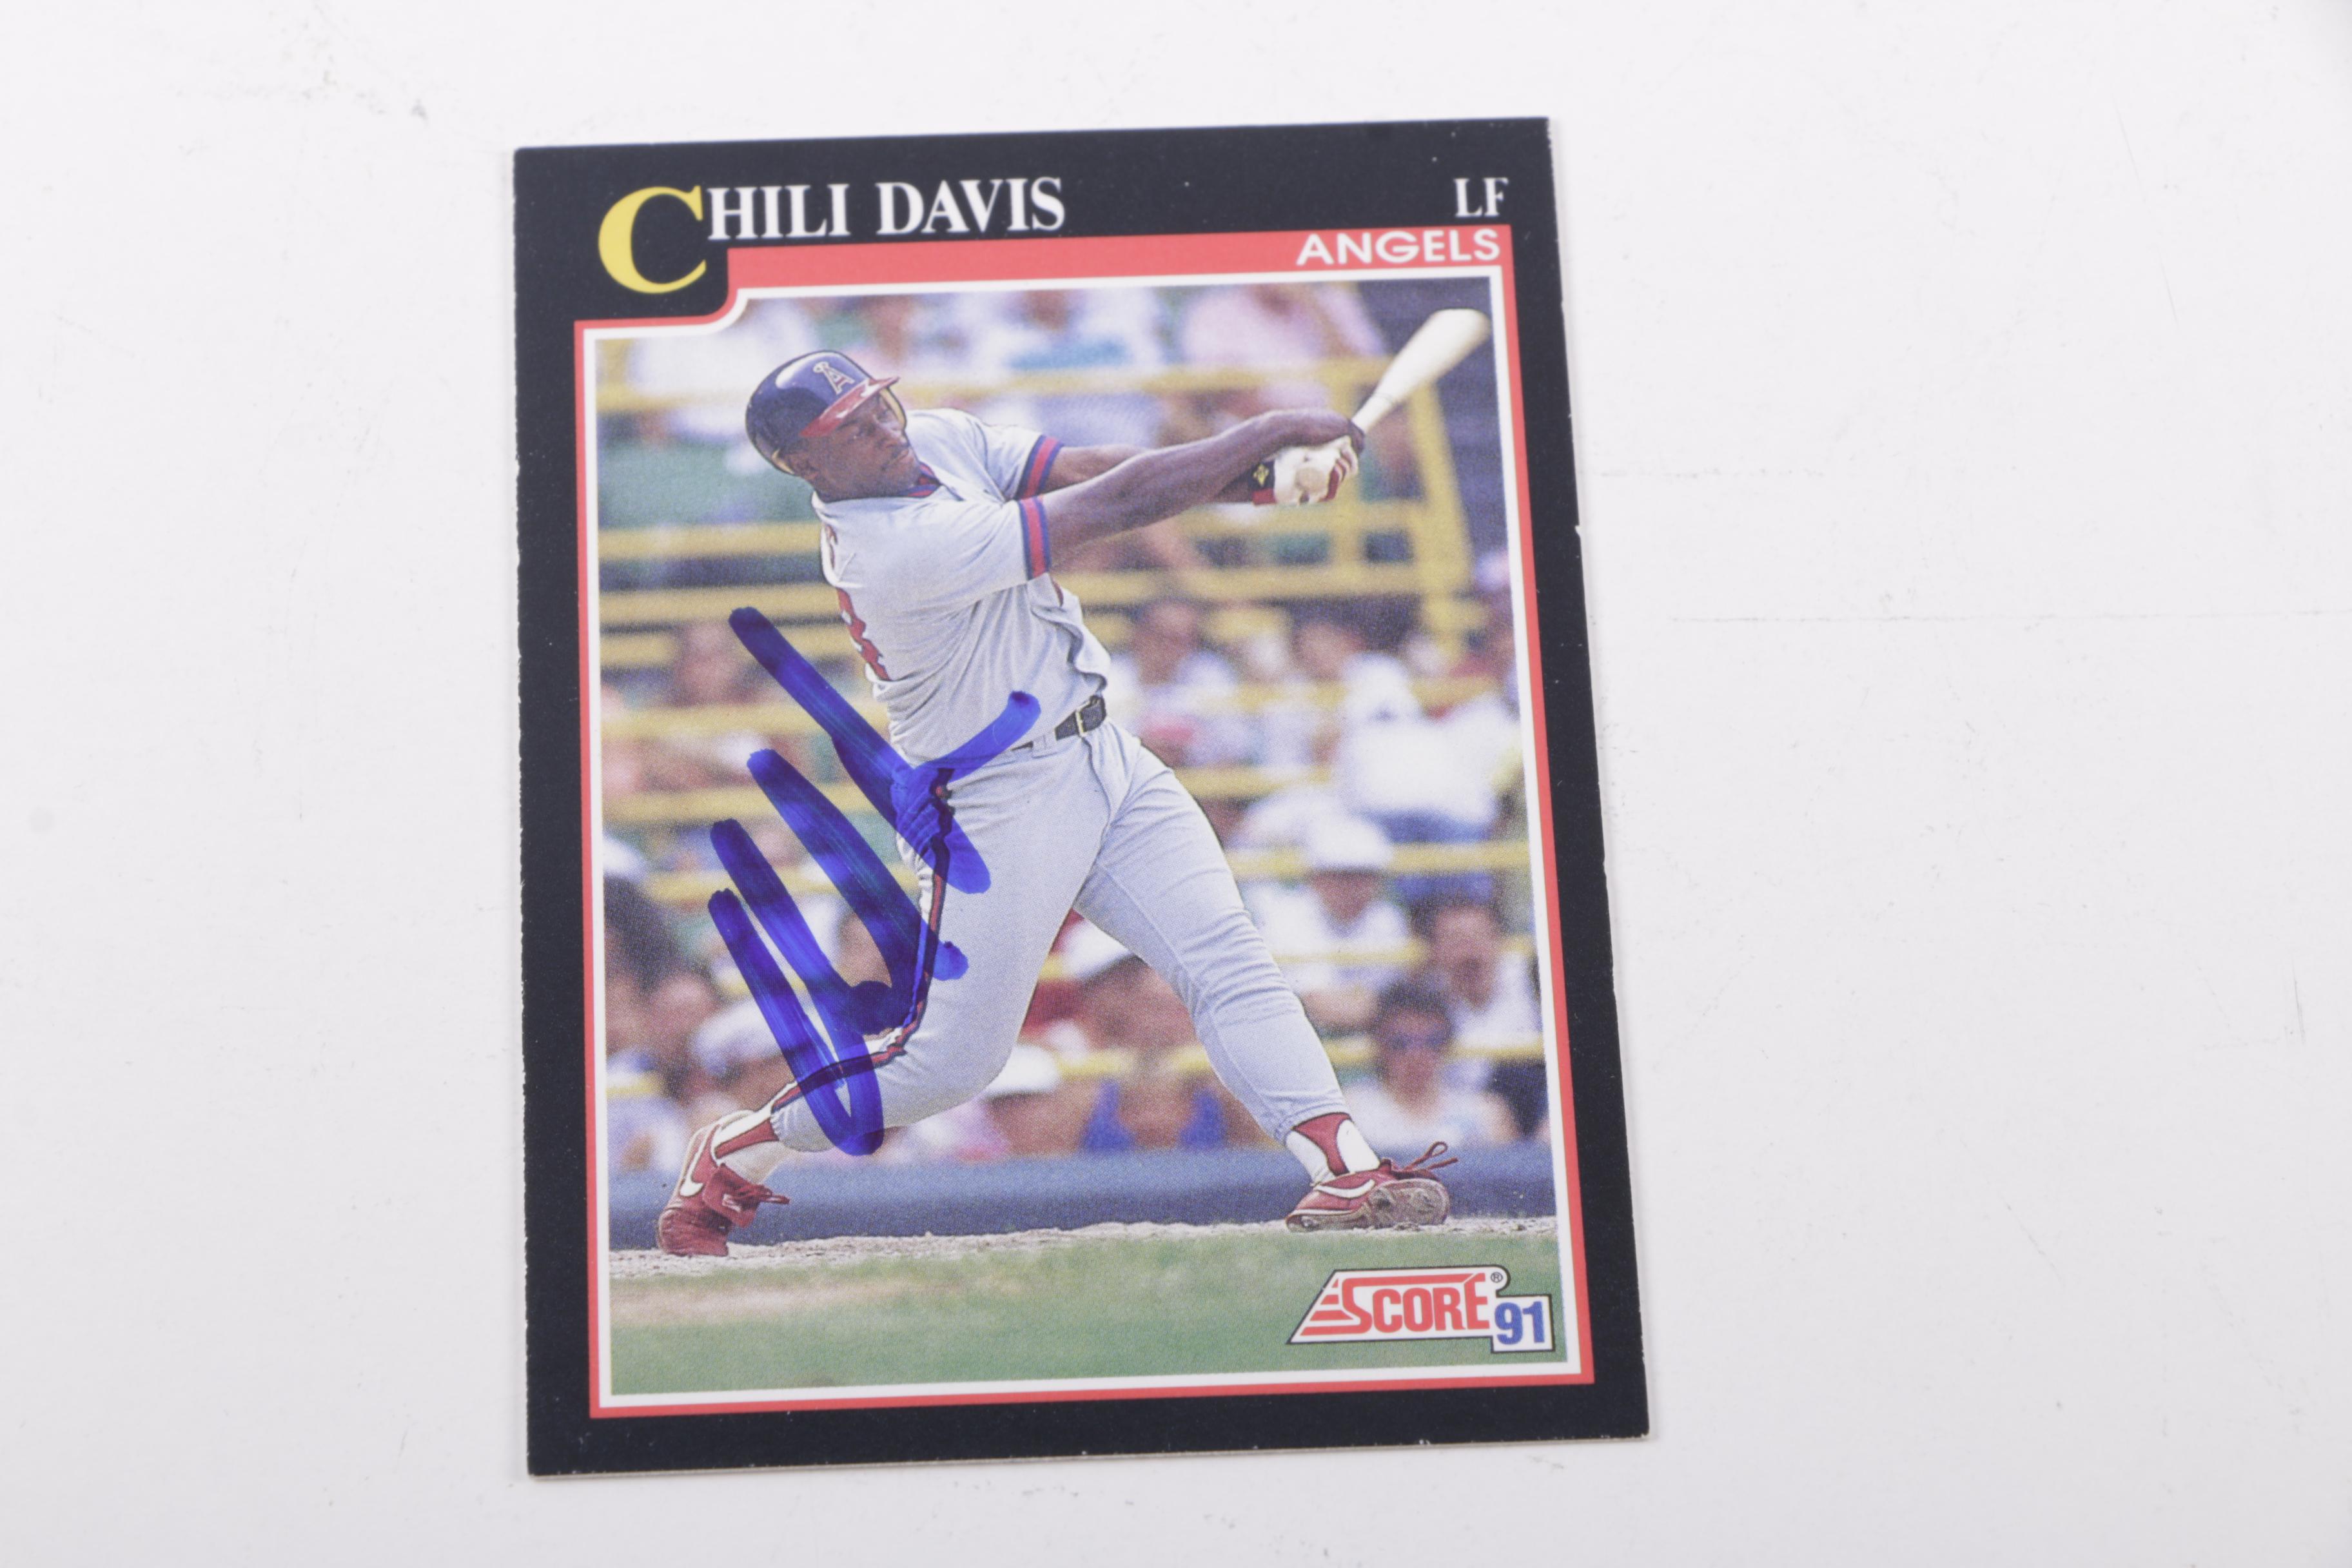 CHILI DAVIS LF
ANGELS
A
SCORE® 91